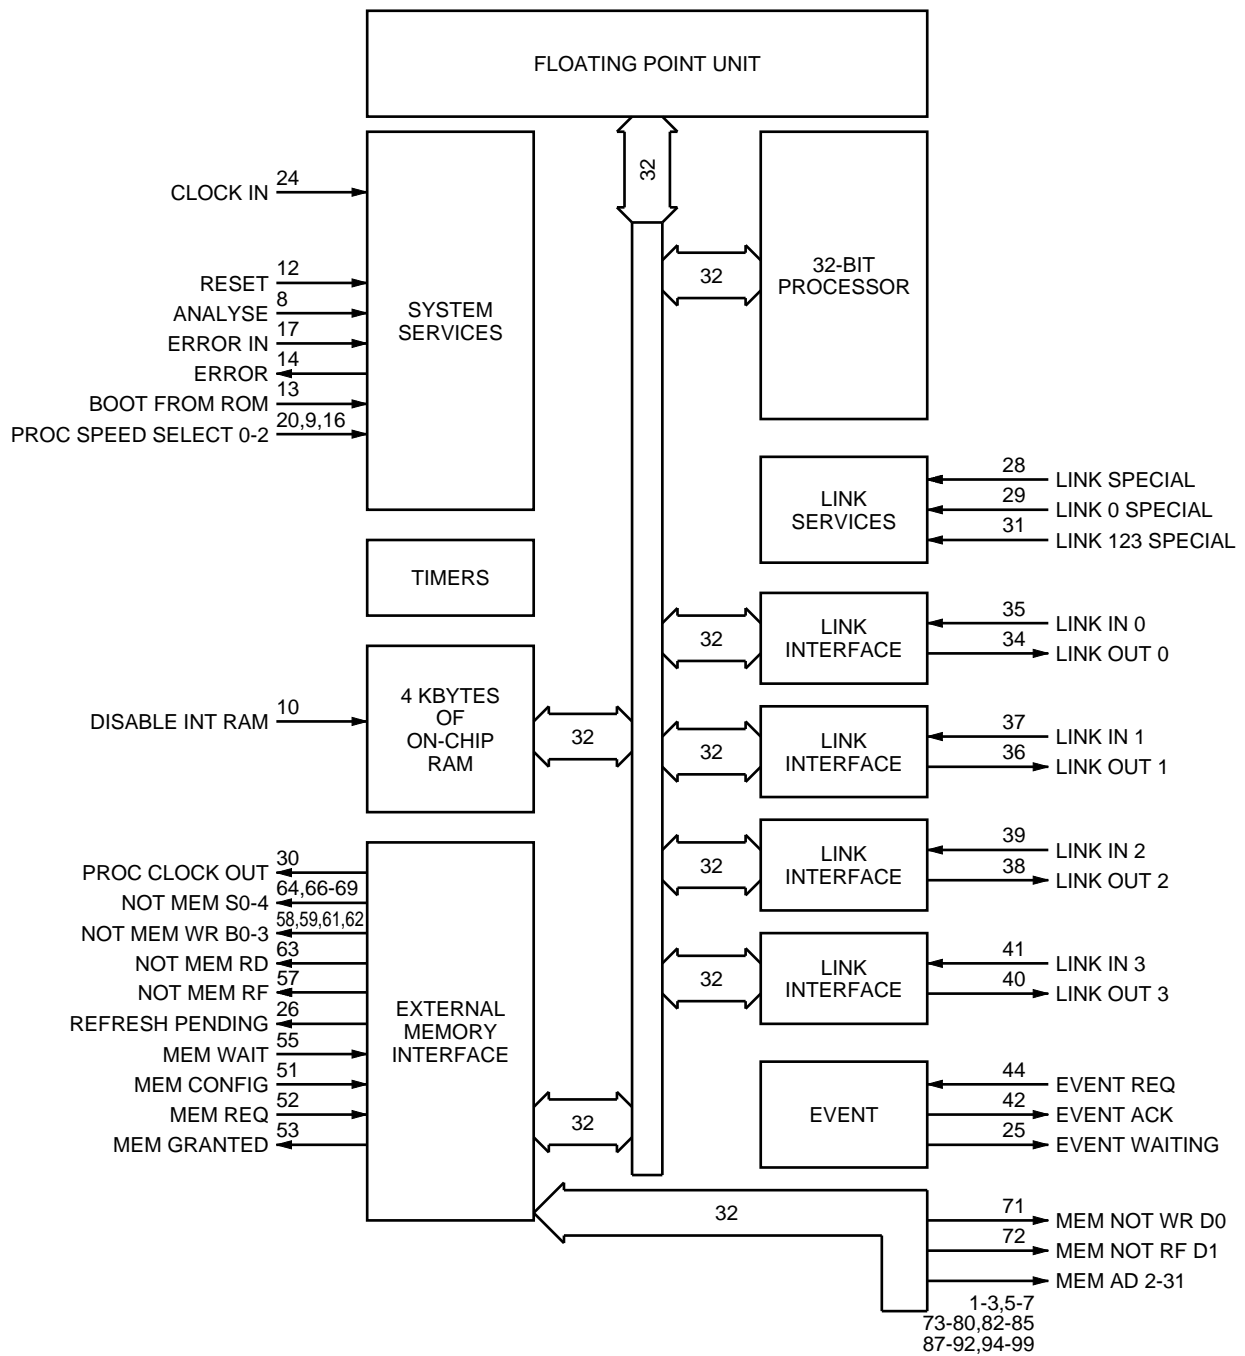 FLOATING POINT UNIT
32
24
CLOCK IN
12
RESET
8
ANALYSE
17
ERROR IN
14
ERROR
13
BOOT FROM ROM
20,9,16
PROC SPEED SELECT 0-2
SYSTEM
SERVICES
32
32-BIT
PROCESSOR
LINK
SERVICES
28
LINK SPECIAL
29
LINK 0 SPECIAL
31
LINK 123 SPECIAL
TIMERS
32
LINK
INTERFACE
35
LINK IN 0
34
LINK OUT 0
10
DISABLE INT RAM
4 KBYTES
OF
ON-CHIP
RAM
32
32
LINK
INTERFACE
37
LINK IN 1
36
LINK OUT 1
32
LINK
INTERFACE
39
LINK IN 2
38
LINK OUT 2
32
LINK
INTERFACE
41
LINK IN 3
40
LINK OUT 3
30
PROC CLOCK OUT
64,66-69
NOT MEM S0-4
58,59,61,62
NOT MEM WR B0-3
63
NOT MEM RD
57
NOT MEM RF
26
REFRESH PENDING
55
MEM WAIT
51
MEM CONFIG
52
MEM REQ
53
MEM GRANTED
EXTERNAL
MEMORY
INTERFACE
32
EVENT
44
EVENT REQ
42
EVENT ACK
25
EVENT WAITING
32
71
MEM NOT WR D0
72
MEM NOT RF D1
MEM AD 2-31
1-3,5-7
73-80,82-85
87-92,94-99